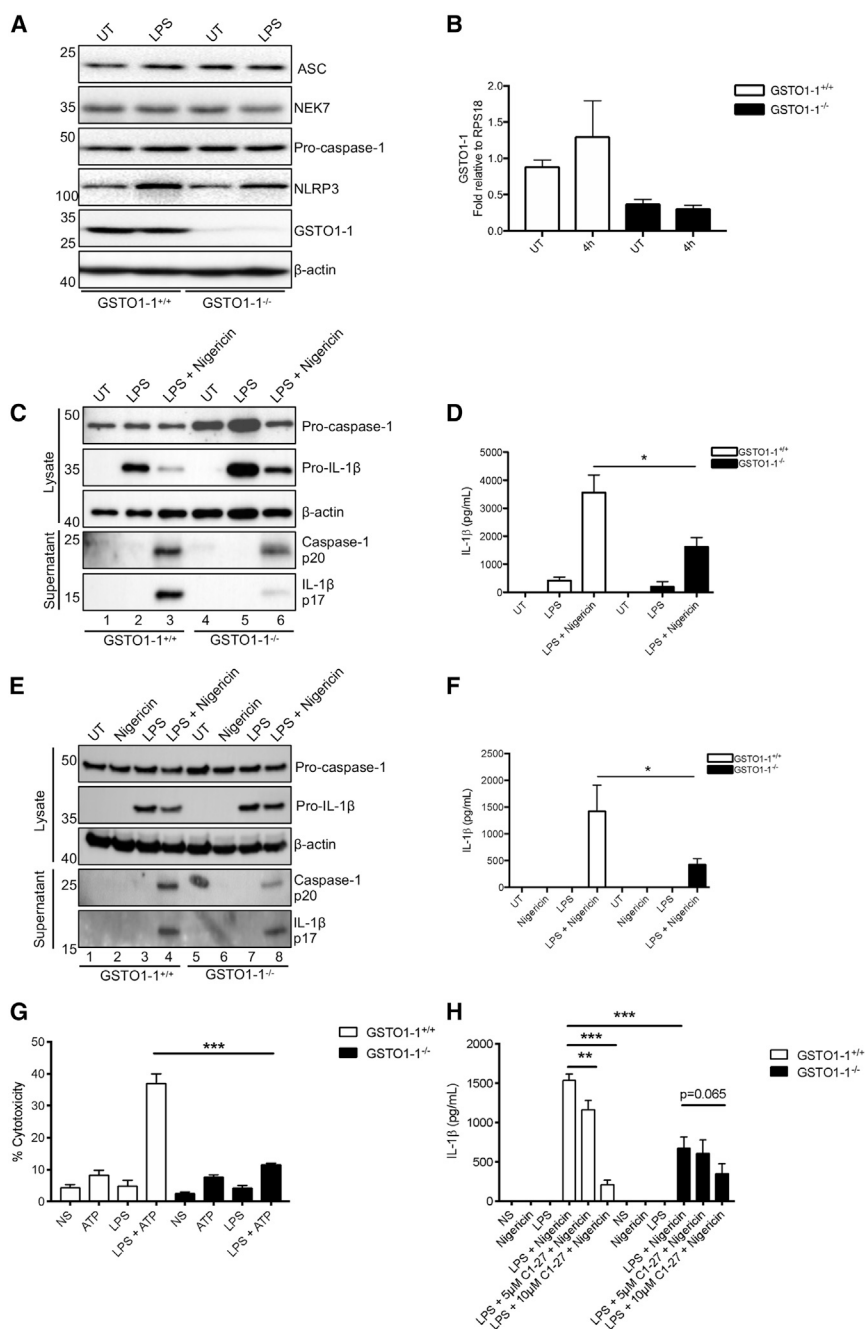 A
UT
LPS
UT
LPS
25
ASC
35
NEK7
50
Pro-caspase-1
NLRP3
100
35
GSTO1-1
25
β-actin
40
GSTO1-1+/+
GSTO1-1-/-
B
GSTO1-1
Fold relative to RPS18
2.0
1.5
1.0
0.5
0.0
UT
4h
UT
4h
GSTO1-1+/+
GSTO1-1-/-
C
UT
LPS
LPS + Nigericin
UT
LPS
LPS + Nigericin
Lysate
50
Pro-caspase-1
35
Pro-IL-1β
β-actin
40
Supernatant
25
Caspase-1
p20
IL-1β
p17
15
1 2 3 4 5 6
GSTO1-1+/+
GSTO1-1-/-
D
IL-1β (pg/mL)
5000
4000
3000
2000
1000
0
*
UT
LPS
LPS + Nigericin
UT
LPS
LPS + Nigericin
GSTO1-1+/+
GSTO1-1-/-
E
UT
Nigericin
LPS
LPS + Nigericin
UT
Nigericin
LPS
LPS + Nigericin
Lysate
50
Pro-caspase-1
Pro-IL-1β
35
β-actin
40
Supernatant
25
Caspase-1
p20
IL-1β
p17
15
1 2 3 4 5 6 7 8
GSTO1-1+/+
GSTO1-1-/-
F
IL-1β (pg/mL)
2500
2000
1500
1000
500
0
*
UT
Nigericin
LPS
LPS + Nigericin
UT
Nigericin
LPS
LPS + Nigericin
GSTO1-1+/+
GSTO1-1-/-
G
% Cytotoxicity
50
40
30
20
10
0
***
NS
ATP
LPS
LPS + ATP
NS
ATP
LPS
LPS + ATP
GSTO1-1+/+
GSTO1-1-/-
H
IL-1β (pg/mL)
2000
1500
1000
500
0
***
***
**
p=0.065
NS
Nigericin
LPS
LPS + Nigericin
LPS + 5μM C1-27 + Nigericin
LPS + 10μM C1-27 + Nigericin
NS
Nigericin
LPS
LPS + Nigericin
LPS + 5μM C1-27 + Nigericin
LPS + 10μM C1-27 + Nigericin
GSTO1-1+/+
GSTO1-1-/-